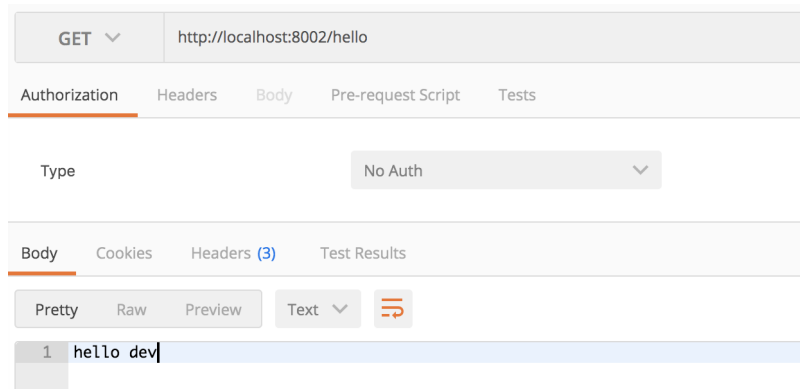 GET http://localhost:8002/hello
Authorization Headers Body Pre-request Script Tests
Type No Auth
Body Cookies Headers (3) Test Results
Pretty Raw Preview Text
1 hello dev